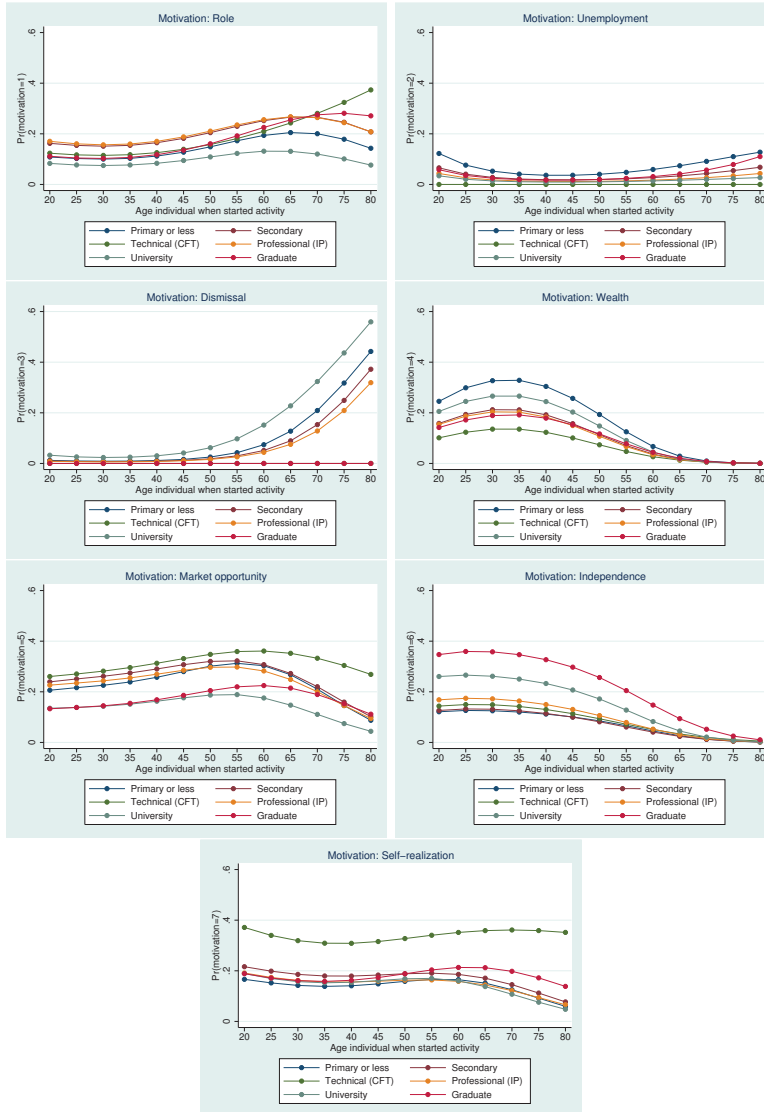 Motivation: Role
Pr(motivation=1)
0 .2 .4 .6
20 25 30 35 40 45 50 55 60 65 70 75 80
Age individual when started activity
Primary or less Secondary
Technical (CFT) Professional (IP)
University Graduate
Motivation: Unemployment
Pr(motivation=2)
0 .2 .4 .6
20 25 30 35 40 45 50 55 60 65 70 75 80
Age individual when started activity
Primary or less Secondary
Technical (CFT) Professional (IP)
University Graduate
Motivation: Dismissal
Pr(motivation=3)
0 .2 .4 .6
20 25 30 35 40 45 50 55 60 65 70 75 80
Age individual when started activity
Primary or less Secondary
Technical (CFT) Professional (IP)
University Graduate
Motivation: Wealth
Pr(motivation=4)
0 .2 .4 .6
20 25 30 35 40 45 50 55 60 65 70 75 80
Age individual when started activity
Primary or less Secondary
Technical (CFT) Professional (IP)
University Graduate
Motivation: Market opportunity
Pr(motivation=5)
0 .2 .4 .6
20 25 30 35 40 45 50 55 60 65 70 75 80
Age individual when started activity
Primary or less Secondary
Technical (CFT) Professional (IP)
University Graduate
Motivation: Independence
Pr(motivation=6)
0 .2 .4 .6
20 25 30 35 40 45 50 55 60 65 70 75 80
Age individual when started activity
Primary or less Secondary
Technical (CFT) Professional (IP)
University Graduate
Motivation: Self−realization
Pr(motivation=7)
0 .2 .4 .6
20 25 30 35 40 45 50 55 60 65 70 75 80
Age individual when started activity
Primary or less Secondary
Technical (CFT) Professional (IP)
University Graduate